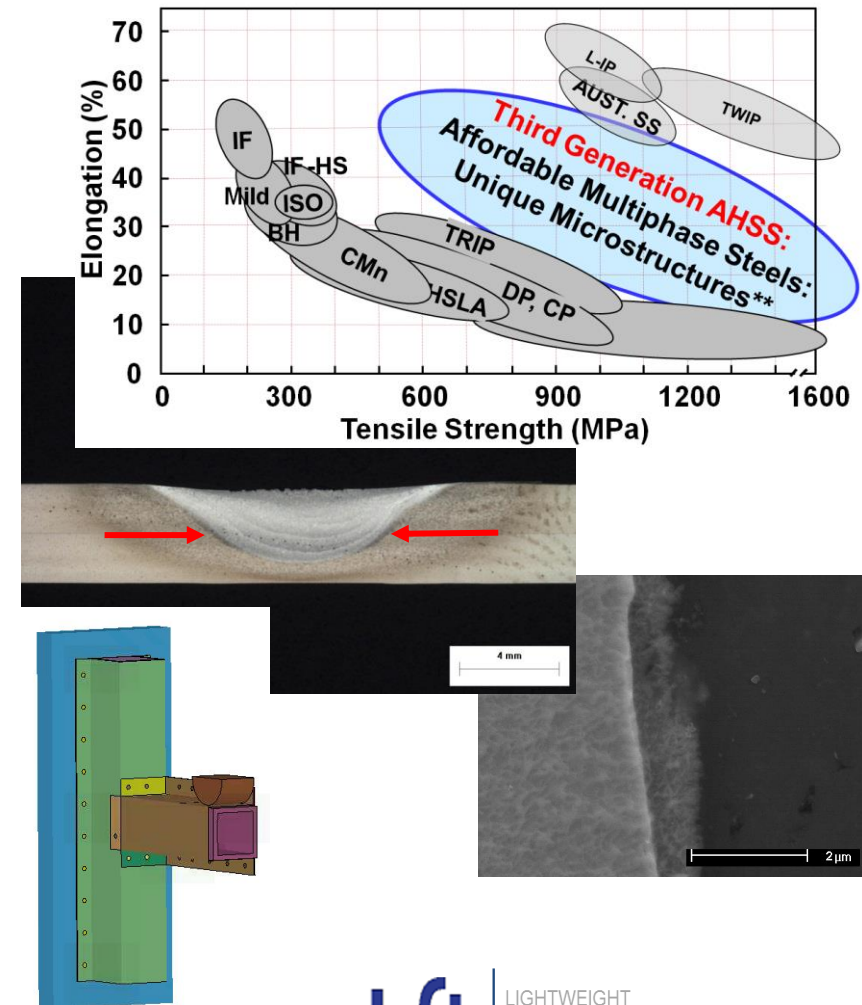 70
60
50
40
30
20
10
0
Elongation (%)
0
300
600
900
1200
1600
Tensile Strength (MPa)
L-IP
AUST. SS
TWIP
Third Generation AHSS:
Affordable Multiphase Steels:
Unique Microstructures**
IF
IF-HS
Mild
ISO
BH
TRIP
CMn
DP, CP
HSLA
4 mm
2 µm
lift
LIGHTWEIGHT